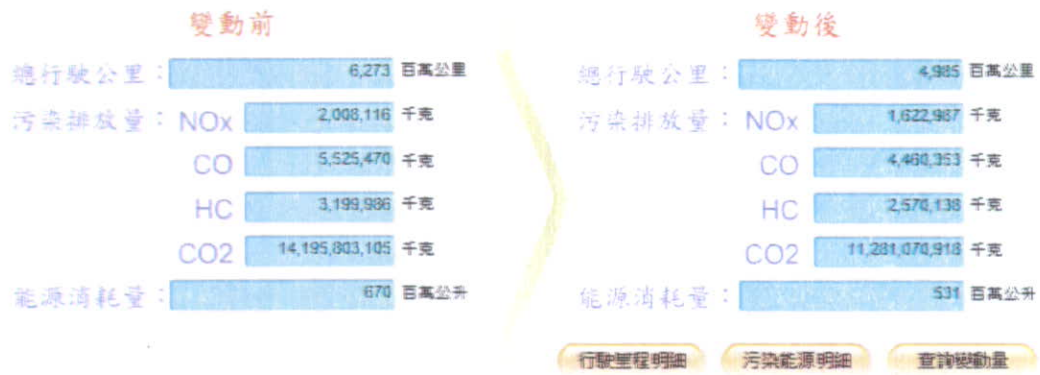 變動前
總行駛公里：6,273 百萬公里
污染排放量：NOx 2,008,116 千克
CO 5,525,470 千克
HC 3,199,986 千克
CO2 14,195,803,105 千克
能源消耗量：670 百萬公升
變動後
總行駛公里：4,985 百萬公里
污染排放量：NOx 1,622,987 千克
CO 4,460,353 千克
HC 2,570,138 千克
CO2 11,281,070,918 千克
能源消耗量：531 百萬公升
行駛里程明細 污染能源明細 查詢變動量